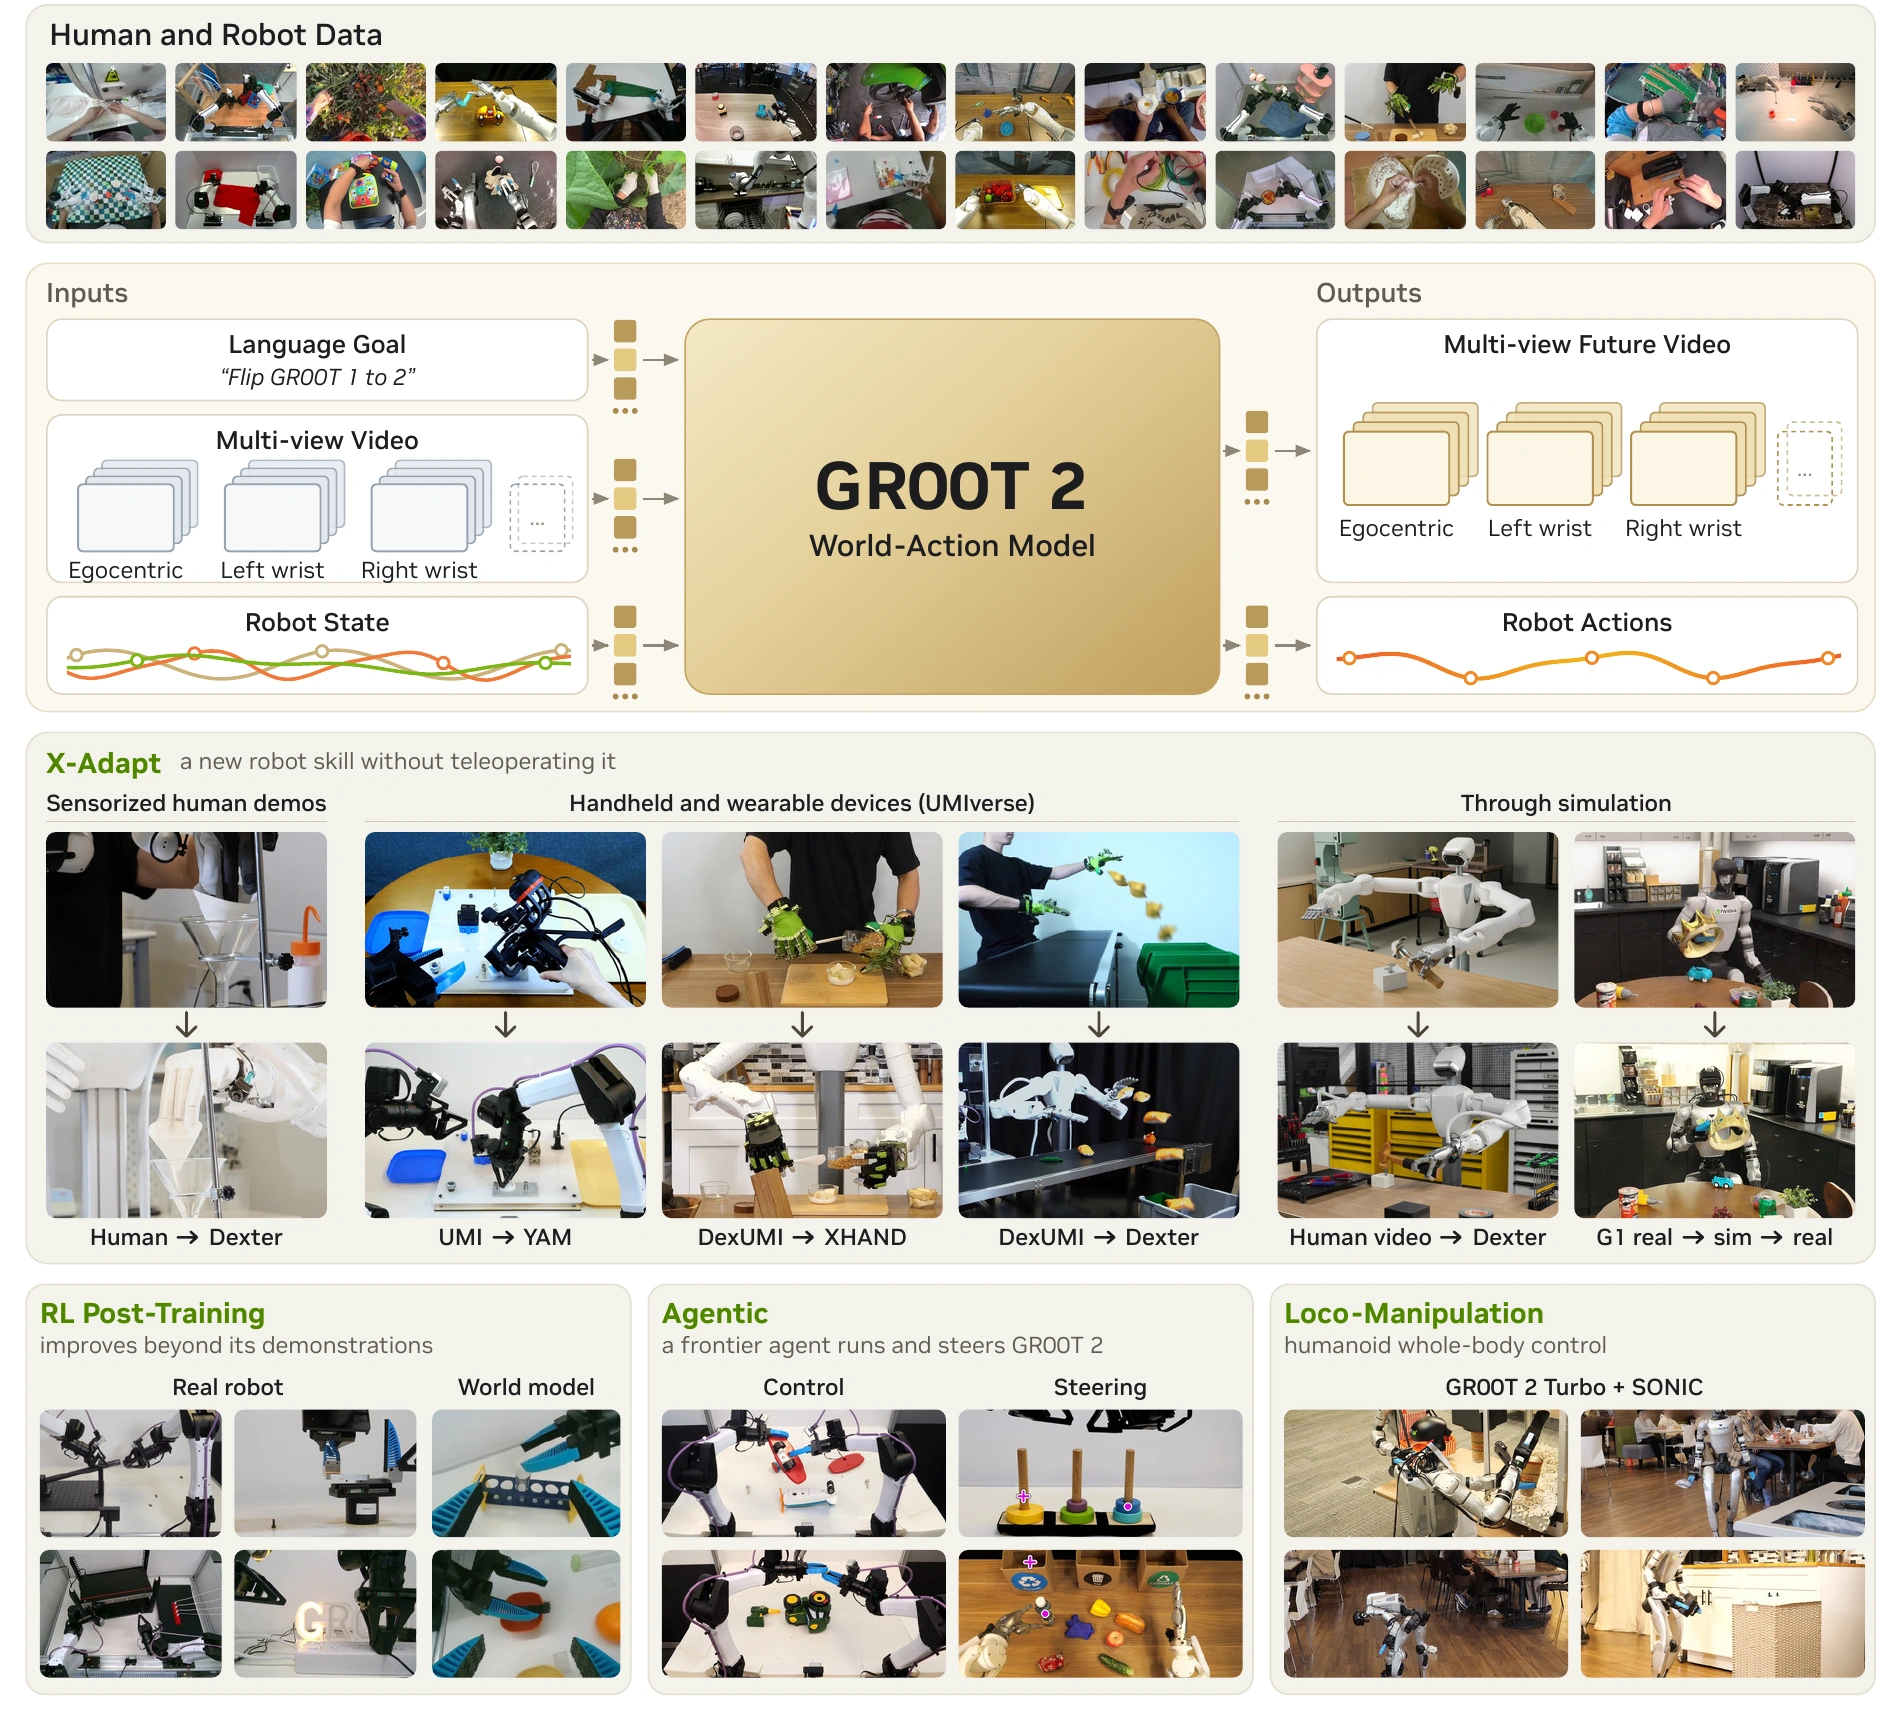 Human and Robot Data
Inputs
Language Goal
“Flip GR00T 1 to 2”
Multi-view Video
...
Egocentric
Left wrist
Right wrist
Robot State
GR00T 2
World-Action Model
Outputs
Multi-view Future Video
...
Egocentric
Left wrist
Right wrist
Robot Actions
X-Adapt a new robot skill without teleoperating it
Sensorized human demos
Handheld and wearable devices (UMIverse)
Through simulation
Human → Dexter
UMI → YAM
DexUMI → XHAND
DexUMI → Dexter
Human video → Dexter
G1 real → sim → real
RL Post-Training
improves beyond its demonstrations
Real robot
World model
Agentic
a frontier agent runs and steers GR00T 2
Control
Steering
Loco-Manipulation
humanoid whole-body control
GR00T 2 Turbo + SONIC